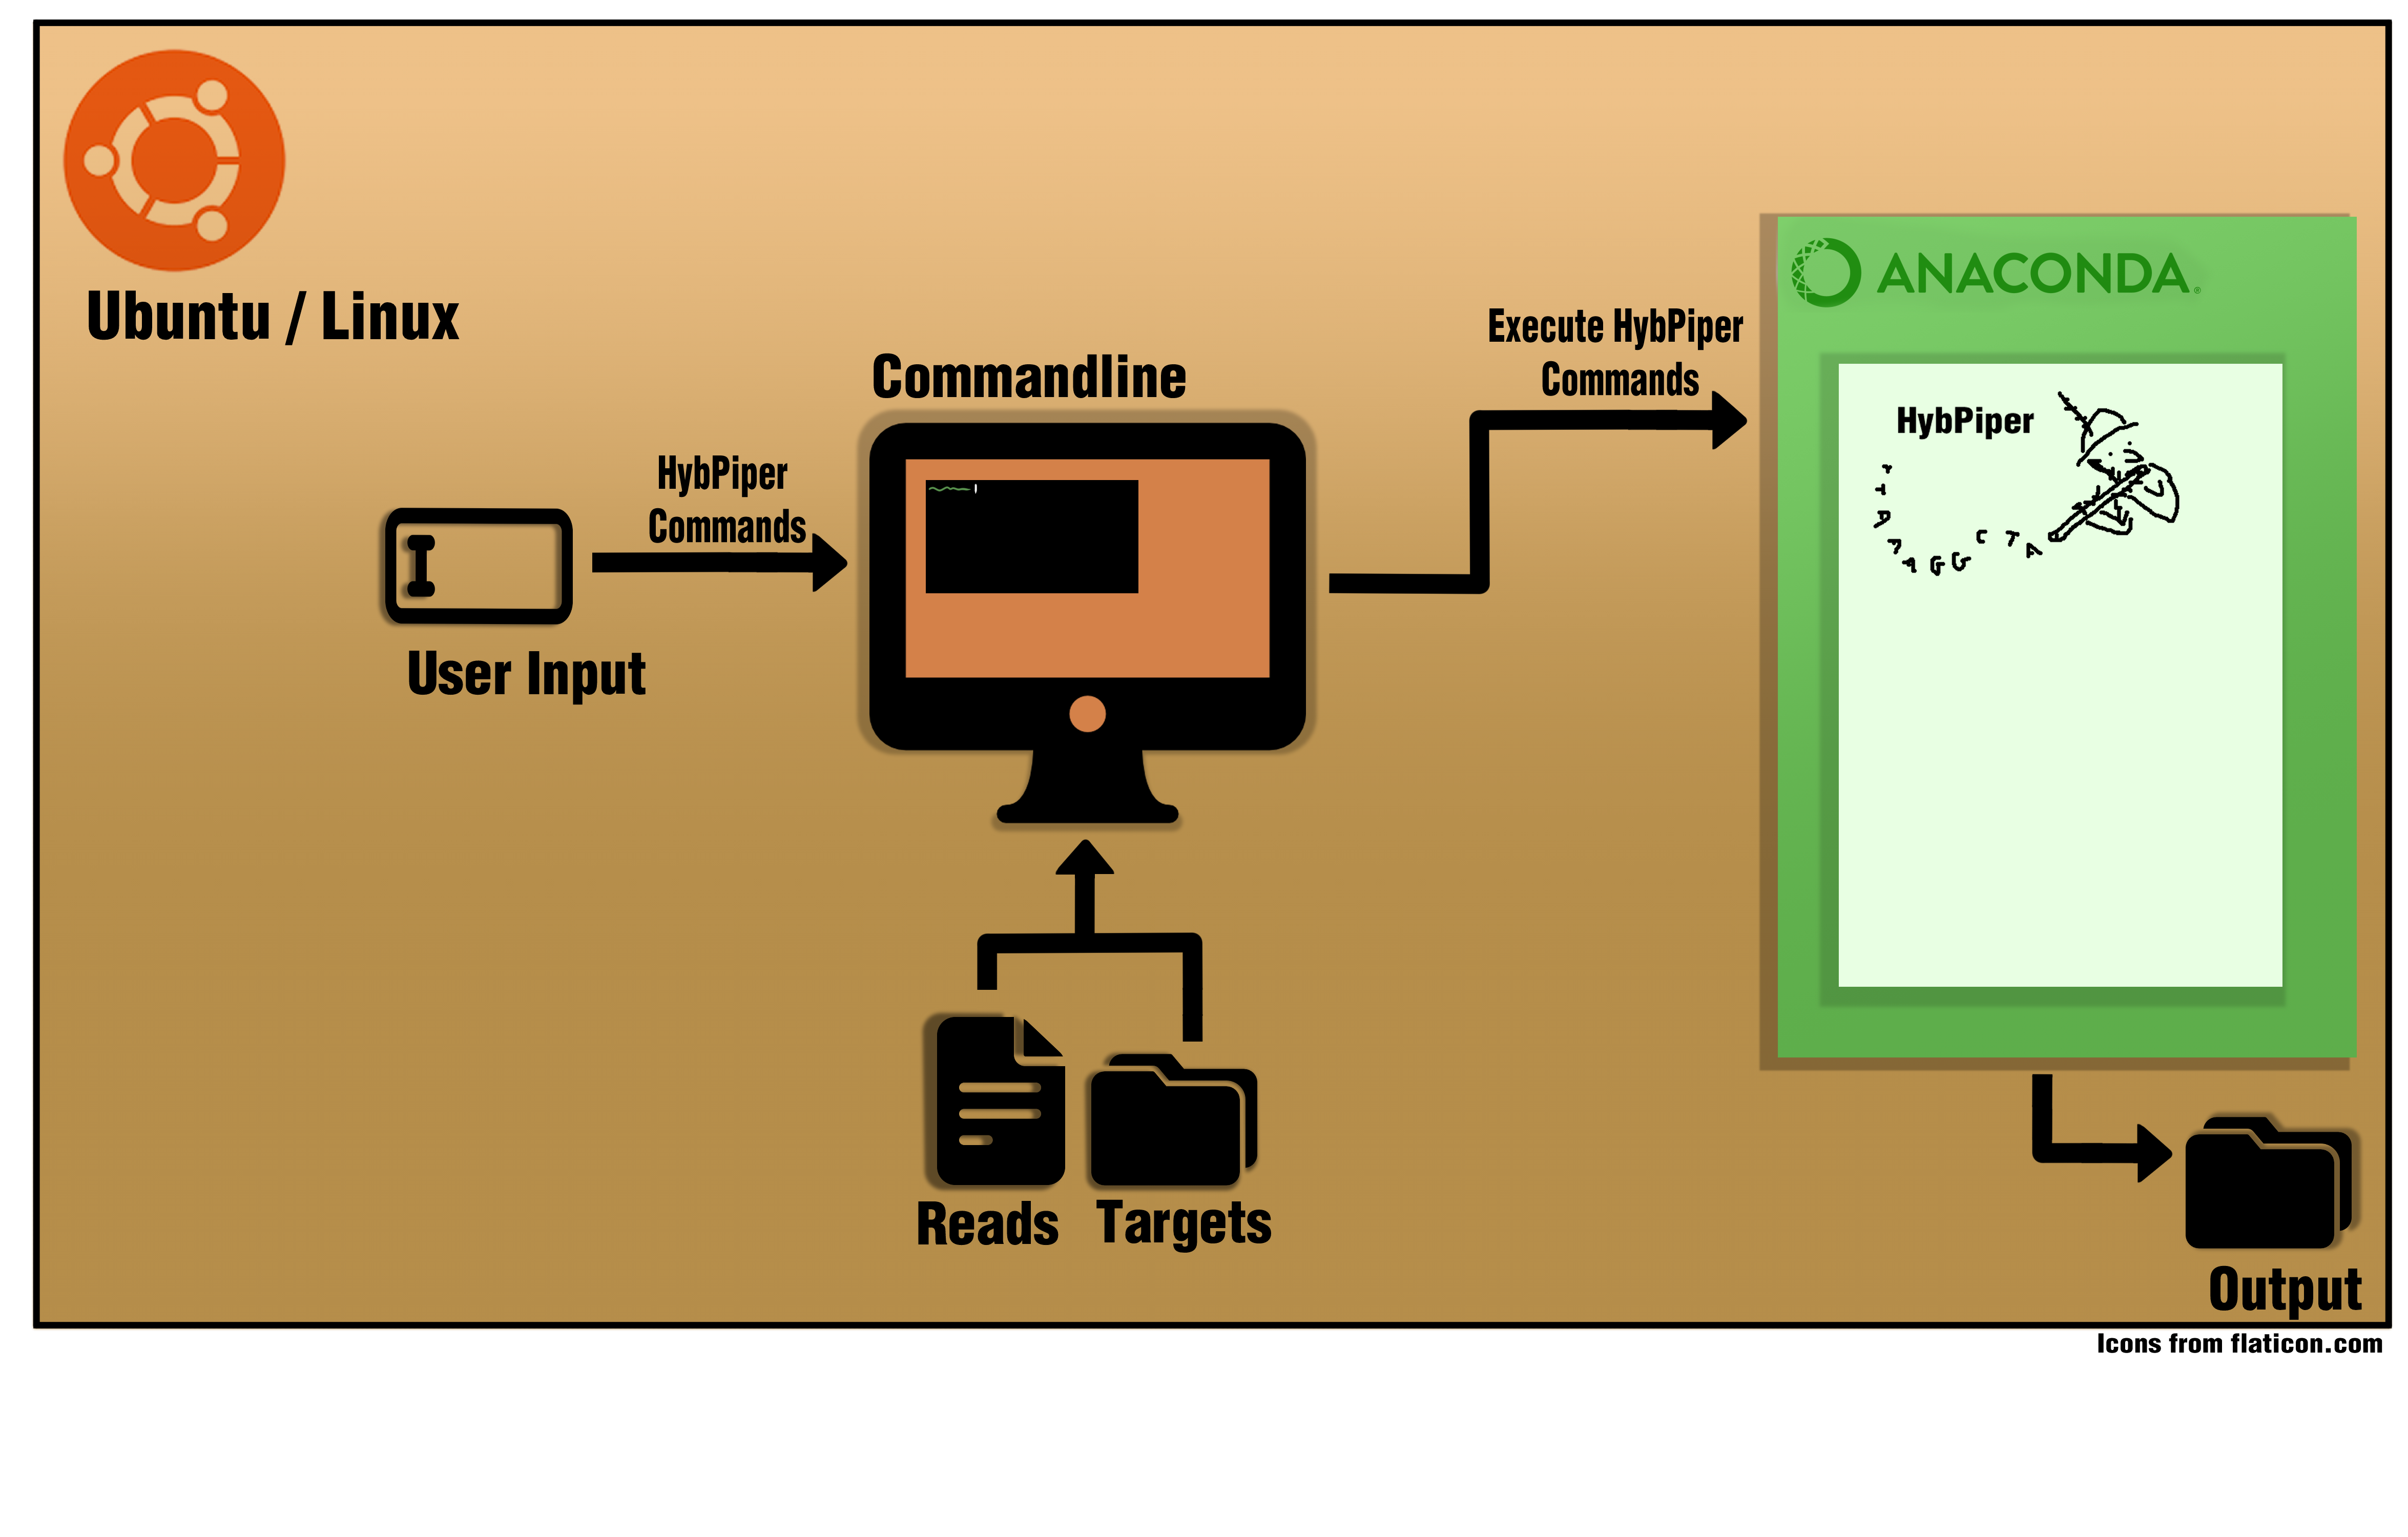 Ubuntu / Linux
ANACONDA®
Execute HybPiper
Commands
Commandline
HybPiper
HybPiper
Commands
User Input
Reads
Targets
Output
Icons from flaticon.com